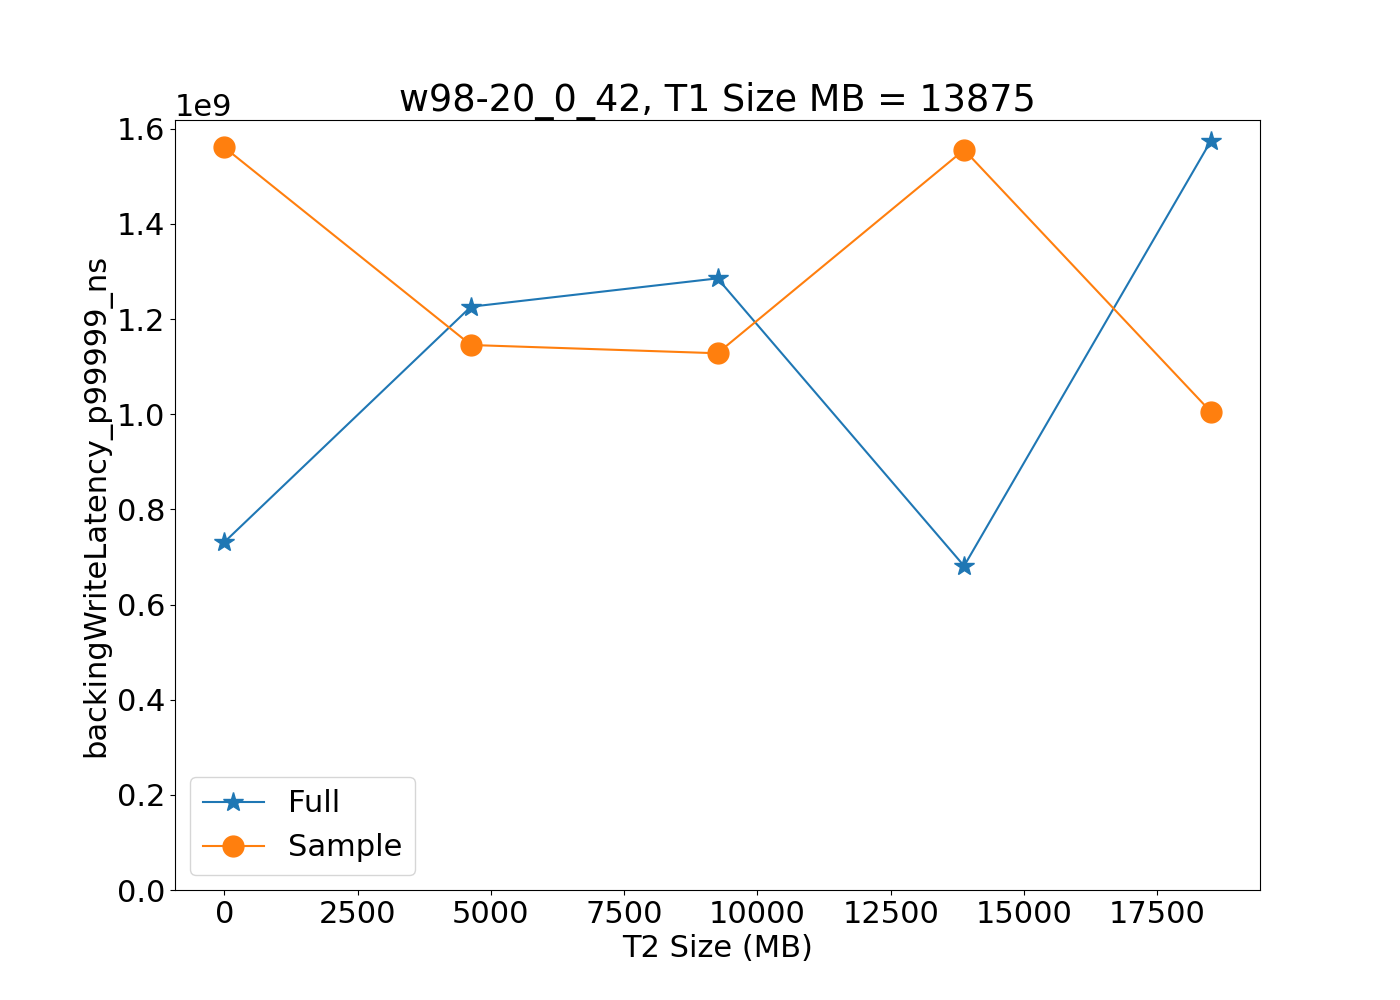 w98-20_0_42, T1 Size MB = 13875
1e9
1.6
1.4
1.2
1.0
0.8
0.6
0.4
0.2
0.0
backingWriteLatency_p99999_ns
Full
Sample
0 2500 5000 7500 10000 12500 15000 17500
T2 Size (MB)